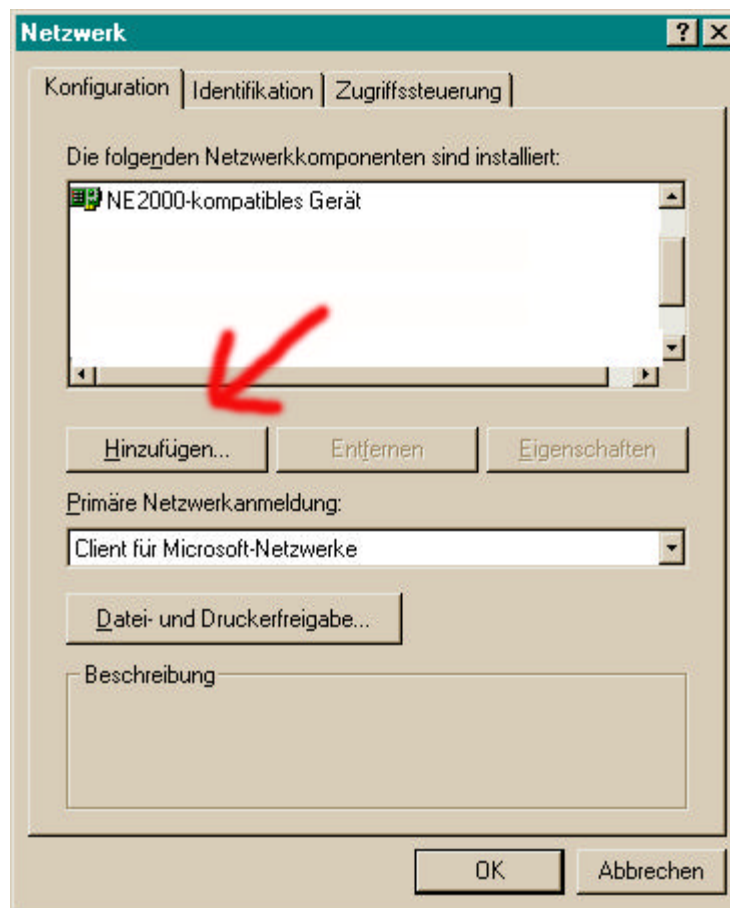 Netzwerk
Konfiguration Identifikation Zugriffssteuerung
Die folgenden Netzwerkkomponenten sind installiert:
NE2000-kompatibles Gerät
Hinzufügen... Entfernen Eigenschaften
Primäre Netzwerkanmeldung:
Client für Microsoft-Netzwerke
Datei- und Druckerfreigabe...
Beschreibung
OK Abbrechen